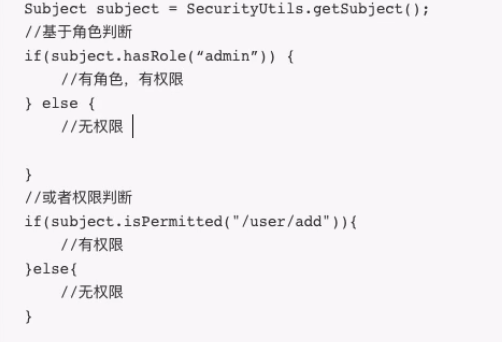 Subject subject = SecurityUtils.getSubject();
//基于角色判断
if(subject.hasRole(“admin”)) {
    //有角色，有权限
} else {
    //无权限

}
//或者权限判断
if(subject.isPermitted("/user/add")){
    //有权限
}else{
    //无权限
}